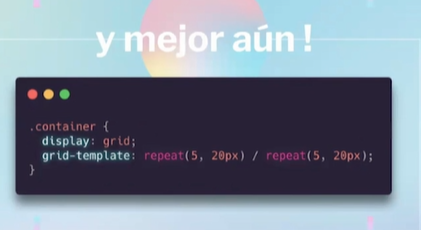 y mejor aún !
.container {
  display: grid;
  grid-template: repeat(5, 20px) / repeat(5, 20px);
}